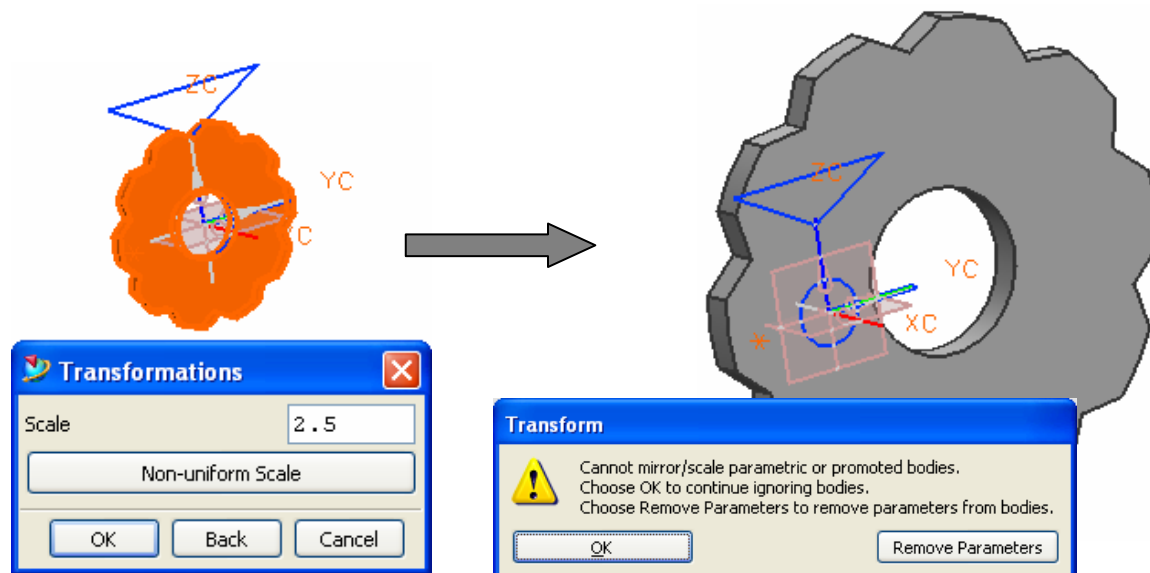 ZC
YC
C
ZC
YC
XC
Transformations
Scale
2.5
Non-uniform Scale
OK
Back
Cancel
Transform
Cannot mirror/scale parametric or promoted bodies.
Choose OK to continue ignoring bodies.
Choose Remove Parameters to remove parameters from bodies.
OK
Remove Parameters